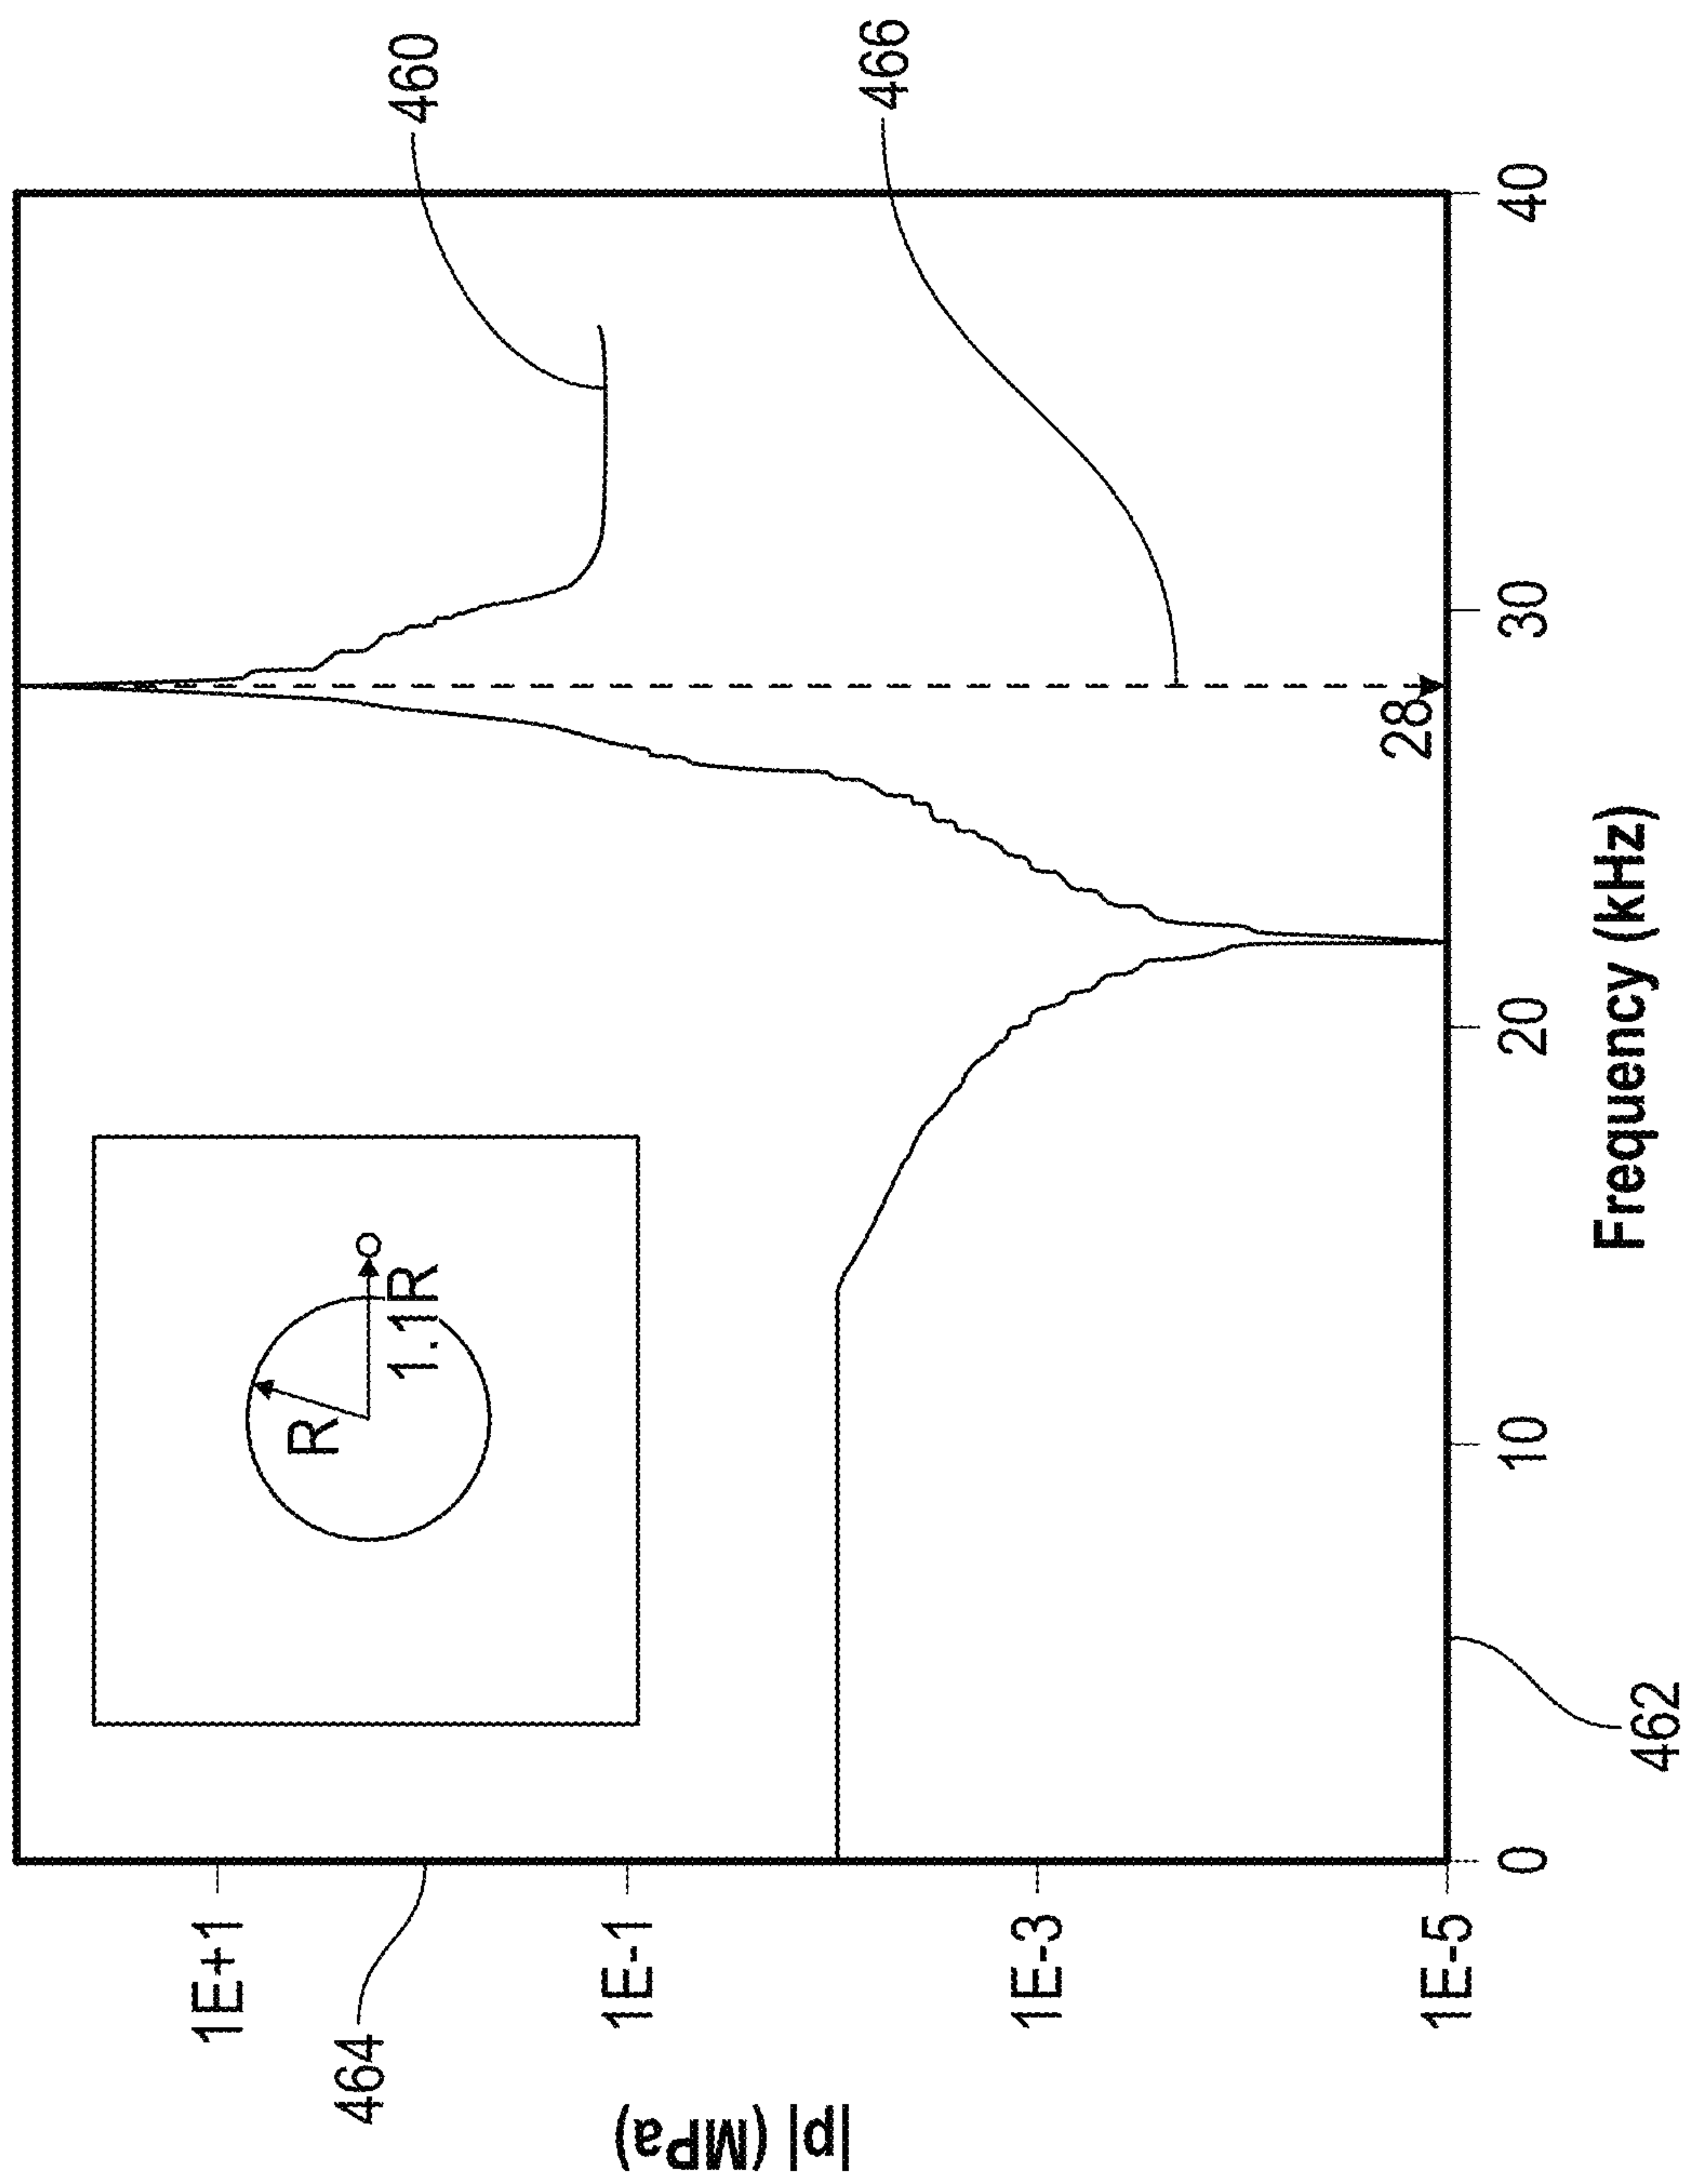 460
466
464
|p| (MPa)
1E+1
1E-1
1E-3
1E-5
R
1.1R
28
0
10
20
30
40
Frequency (kHz)
462